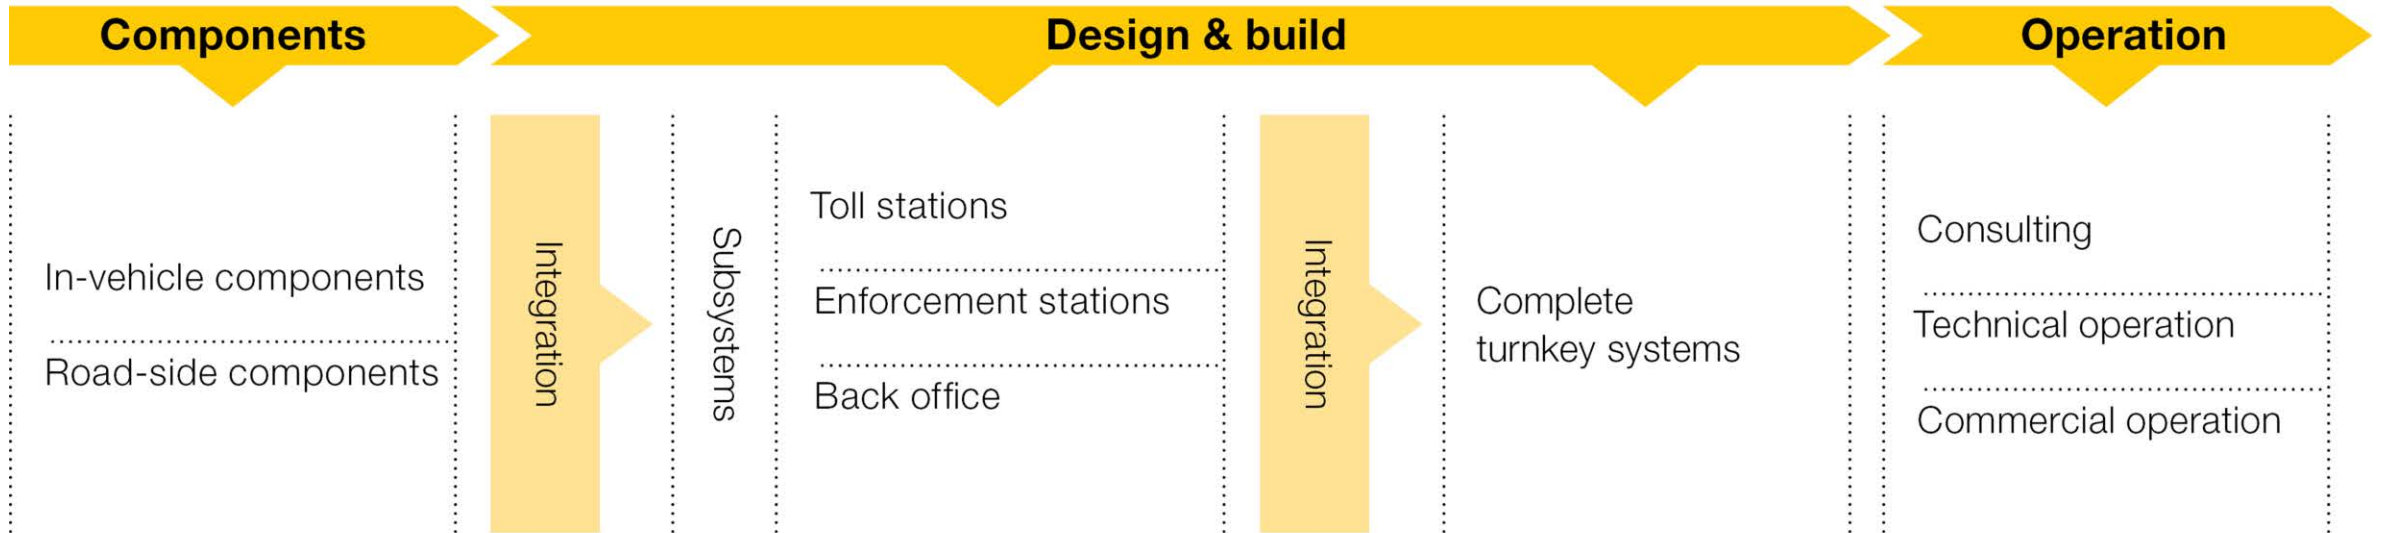 Components
Design & build
Operation
In-vehicle components
Road-side components
Integration
Subsystems
Toll stations
Enforcement stations
Back office
Integration
Complete
turnkey systems
Consulting
Technical operation
Commercial operation